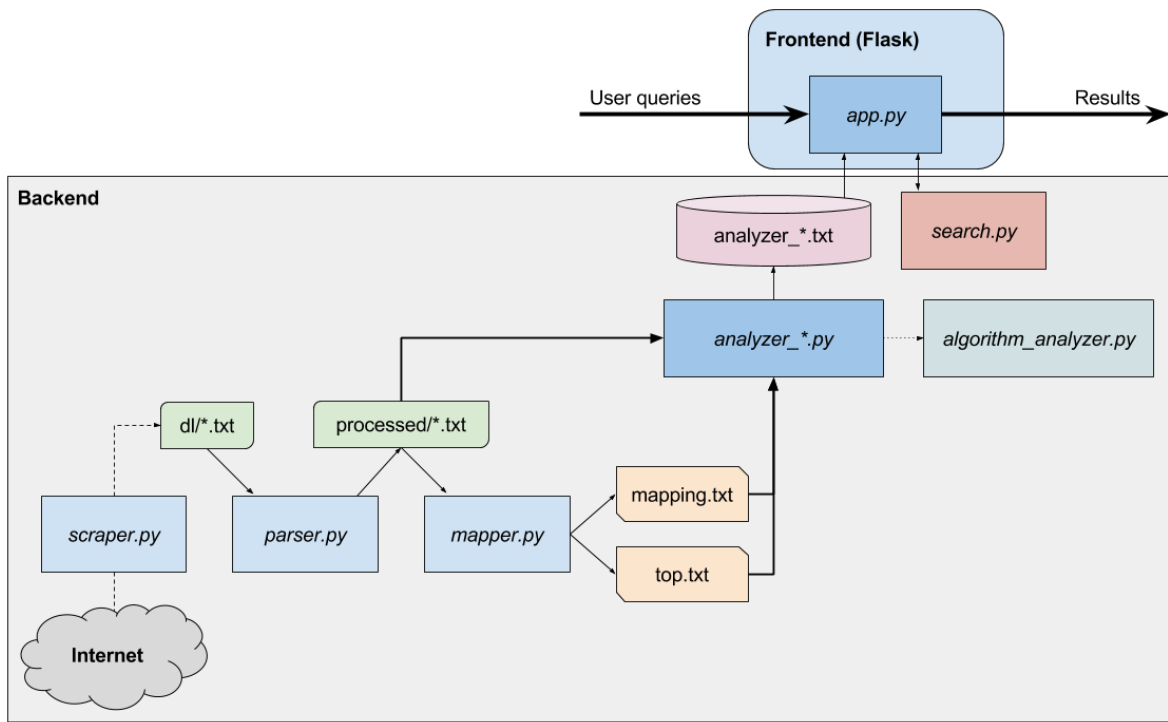 Frontend (Flask)
User queries
app.py
Results
Backend
analyzer_*.txt
search.py
analyzer_*.py
algorithm_analyzer.py
dl/*.txt
processed/*.txt
mapping.txt
scraper.py
parser.py
mapper.py
top.txt
Internet